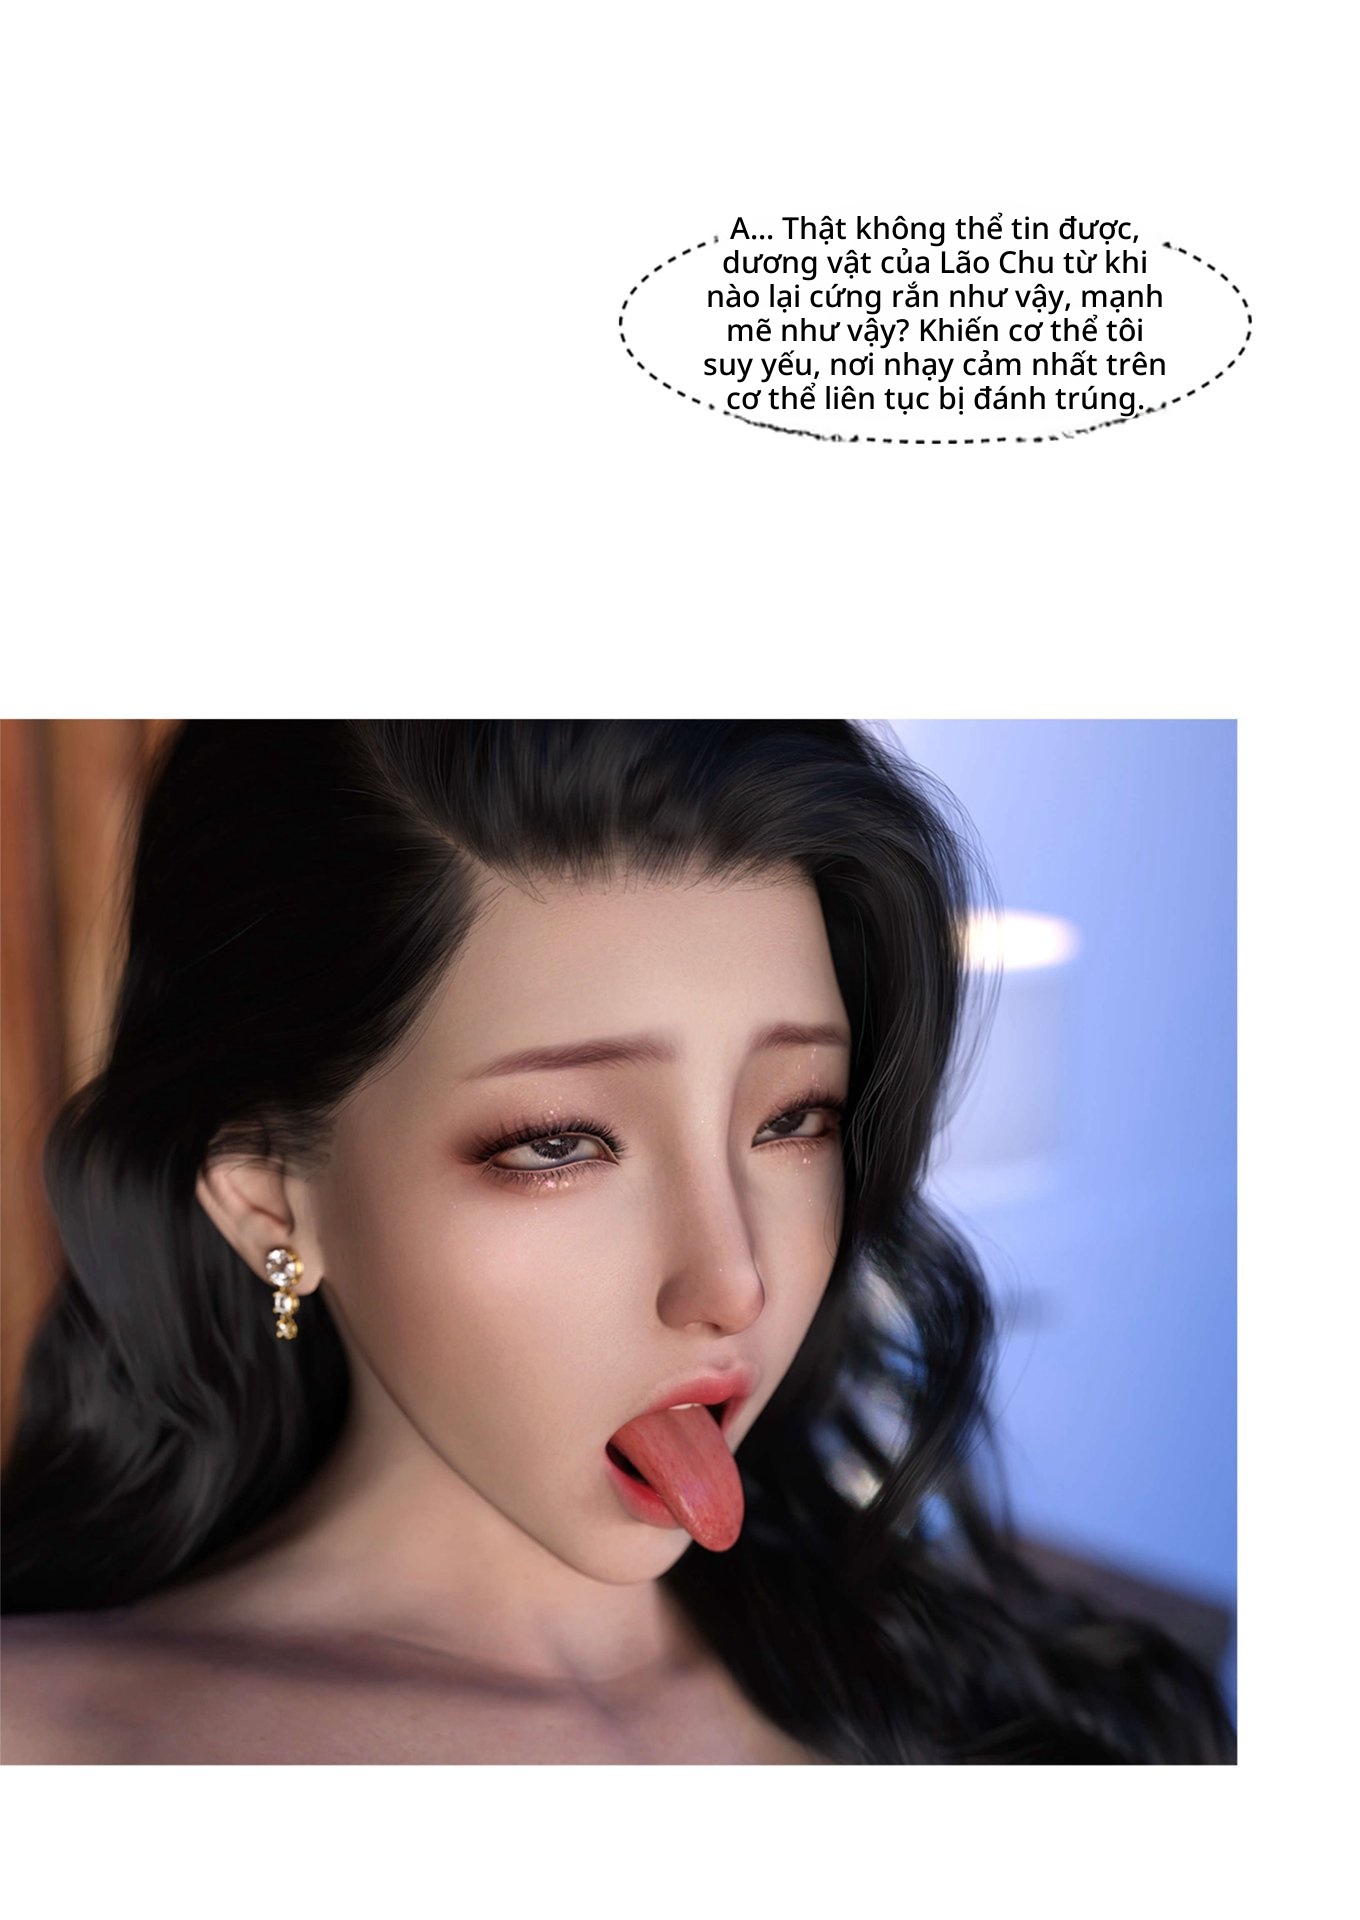 A... Thật không thể tin được,
dương vật của Lão Chu từ khi
nào lại cứng rắn như vậy, mạnh
mẽ như vậy? Khiến cơ thể tôi
suy yếu, nơi nhạy cảm nhất trên
cơ thể liên tục bị đánh trúng.